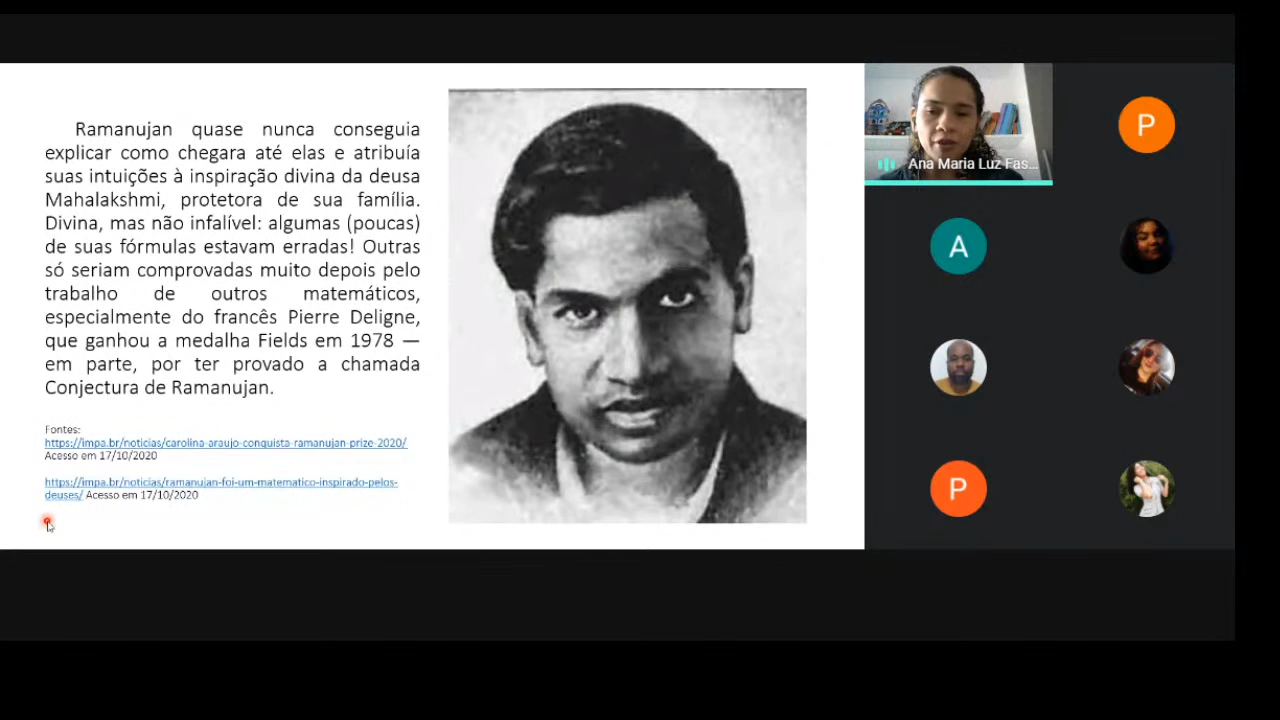 Ramanujan quase nunca conseguia
explicar como chegara até elas e atribuía
suas intuições à inspiração divina da deusa
Mahalakshmi, protetora de sua família.
Divina, mas não infalível: algumas (poucas)
de suas fórmulas estavam erradas! Outras
só seriam comprovadas muito depois pelo
trabalho de outros matemáticos,
especialmente do francês Pierre Deligne,
que ganhou a medalha Fields em 1978 —
em parte, por ter provado a chamada
Conjectura de Ramanujan.
Fontes:
https://impa.br/noticias/carolina-araujo-conquista-ramanujan-prize-2020/
Acesso em 17/10/2020
https://impa.br/noticias/ramanujan-foi-um-matematico-inspirado-pelos-
deuses/ Acesso em 17/10/2020
Ana Maria Luz Fas...
P
A
P